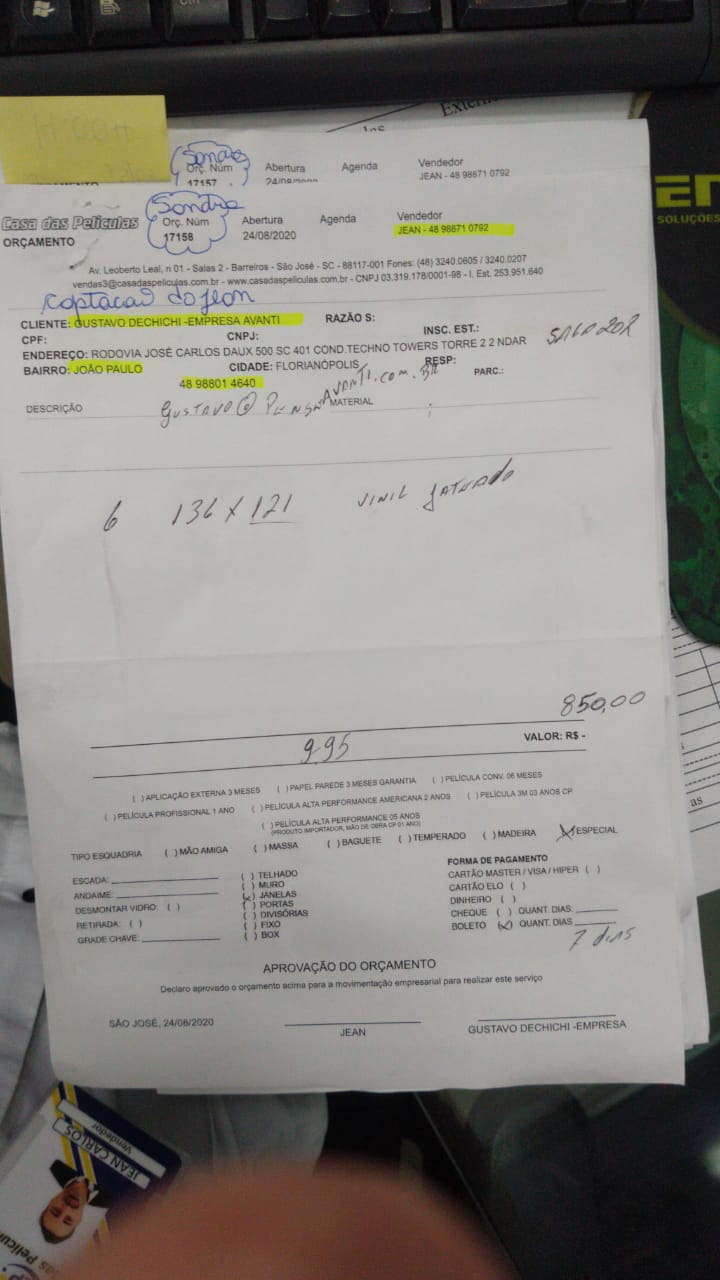 Sondre
Orç. Núm
17157
Abertura
24/08/2020
Agenda
Vendedor
JEAN - 48 98871 0792
Sondre
Casa das Películas
ORÇAMENTO
Orç. Núm
17158
Abertura
24/08/2020
Agenda
Vendedor
JEAN - 48 98871 0792
Av. Leoberto Leal, n 01 - Salas 2 - Barreiros - São José - SC - 88117-001 Fones: (48) 3240.0605 / 3240.0207
vendas3@casadaspeliculas.com.br - www.casadaspeliculas.com.br - CNPJ 03.319.178/0001-98 - I. Est. 253.951.640
captacao do jean
CLIENTE: GUSTAVO DECHICHI -EMPRESA AVANTI RAZÃO S:
CPF: CNPJ: INSC. EST.:
ENDEREÇO: RODOVIA JOSÉ CARLOS DAUX 500 SC 401 COND.TECHNO TOWERS TORRE 2 2 NDAR SALA 202
BAIRRO: JOÃO PAULO CIDADE: FLORIANÓPOLIS RESP:
48 98801 4640 PARC.:
DESCRIÇÃO MATERIAL
GUSTAVO@PENSEAVANTI.COM.BR
6 136 X 121 VINIL JATEADO
850,00
995 VALOR: R$ -
( ) APLICAÇÃO EXTERNA 3 MESES ( ) PAPEL PAREDE 3 MESES GARANTIA ( ) PELÍCULA CONV. 06 MESES
( ) PELÍCULA PROFISSIONAL 1 ANO ( ) PELÍCULA ALTA PERFORMANCE AMERICANA 2 ANOS ( ) PELÍCULA 3M 03 ANOS CP
( ) PELÍCULA ALTA PERFORMANCE 05 ANOS
(PRODUTO IMPORTADOR, MÃO DE OBRA CP 01 ANO)
TIPO ESQUADRIA ( ) MÃO AMIGA ( ) MASSA ( ) BAGUETE ( ) TEMPERADO ( ) MADEIRA (X) ESPECIAL
ESCADA:
ANDAIME:
DESMONTAR VIDRO: ( )
RETIRADA: ( )
GRADE CHAVE:
( ) TELHADO
( ) MURO
(X) JANELAS
( ) PORTAS
( ) DIVISÓRIAS
( ) FIXO
( ) BOX
FORMA DE PAGAMENTO
CARTÃO MASTER / VISA / HIPER ( )
CARTÃO ELO ( )
DINHEIRO ( )
CHEQUE ( ) QUANT. DIAS:
BOLETO (X) QUANT. DIAS
7 dias
APROVAÇÃO DO ORÇAMENTO
Declaro aprovado o orçamento acima para a movimentação empresarial para realizar este serviço
SÃO JOSÉ, 24/08/2020
JEAN
GUSTAVO DECHICHI -EMPRESA
JEAN CARLOS
Vendedor
SOLUÇÕES
as